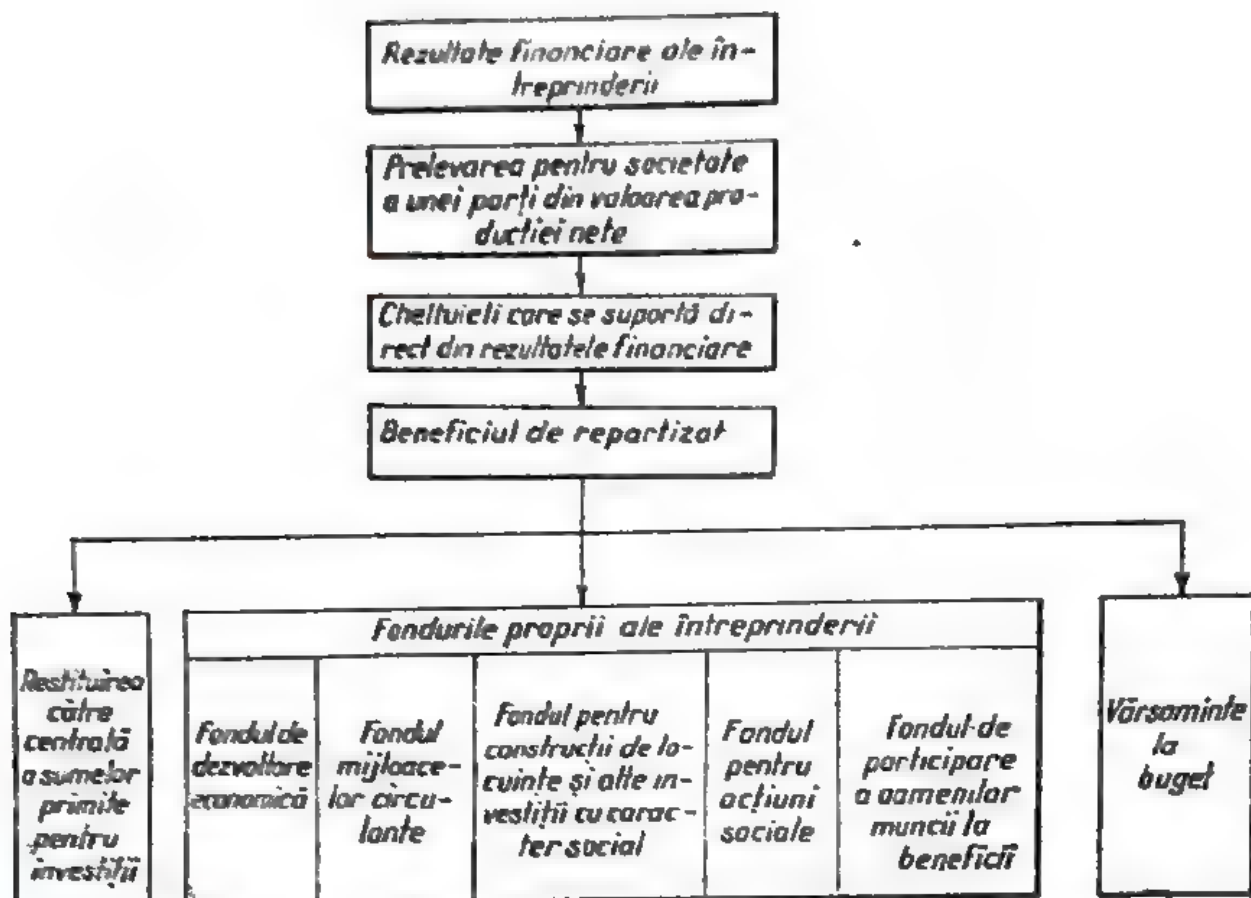 Rezultate financiare ale în-
treprinderii
Prelevarea pentru societate
a unei părți din valoarea pro-
ductiei nete
Cheltuieli care se suportă di-
rect din rezultatele financiare
Beneficiul de repartizat
Restituirea
către
centrală
a sumelor
primite
pentru
investiții
Fondurile proprii ale întreprinderii
Fondul de
dezvoltare
economică
Fondul
mijloace-
lor circu-
lante
Fondul pentru
construcții de lo-
cuințe și alte in-
vestiții cu carac-
ter social
Fondul
pentru
acțiuni
sociale
Fondul de
participare
a oamenilor
muncii la
beneficii
Vărsaminte
la
buget